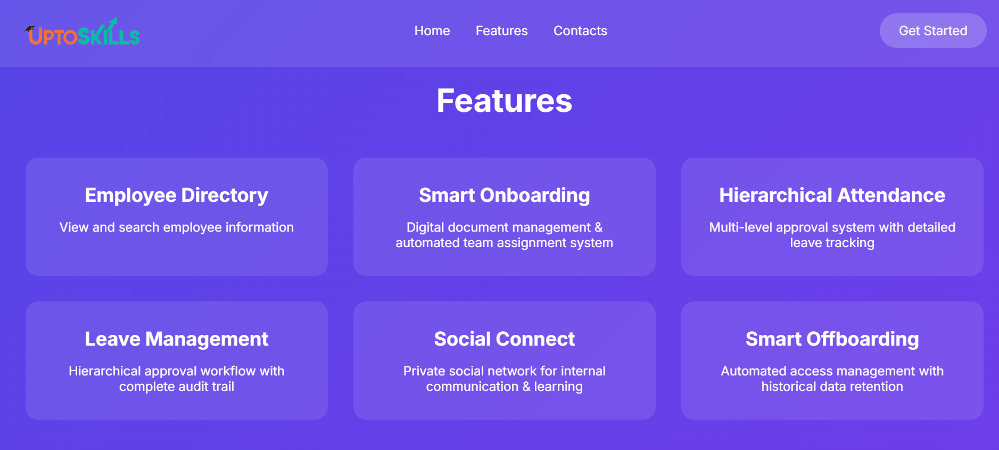 UPTOSKILLS
Home
Features
Contacts
Get Started
Features
Employee Directory
View and search employee information
Smart Onboarding
Digital document management &
automated team assignment system
Hierarchical Attendance
Multi-level approval system with detailed
leave tracking
Leave Management
Hierarchical approval workflow with
complete audit trail
Social Connect
Private social network for internal
communication & learning
Smart Offboarding
Automated access management with
historical data retention